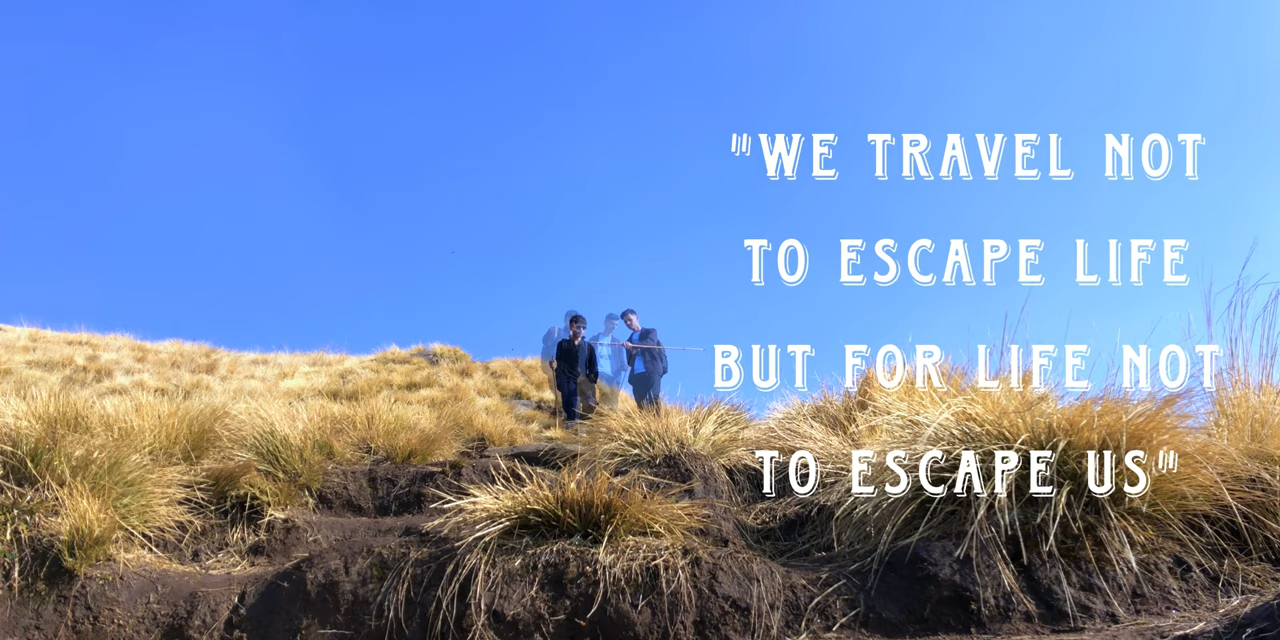 "WE TRAVEL NOT
TO ESCAPE LIFE
BUT FOR LIFE NOT
TO ESCAPE US"